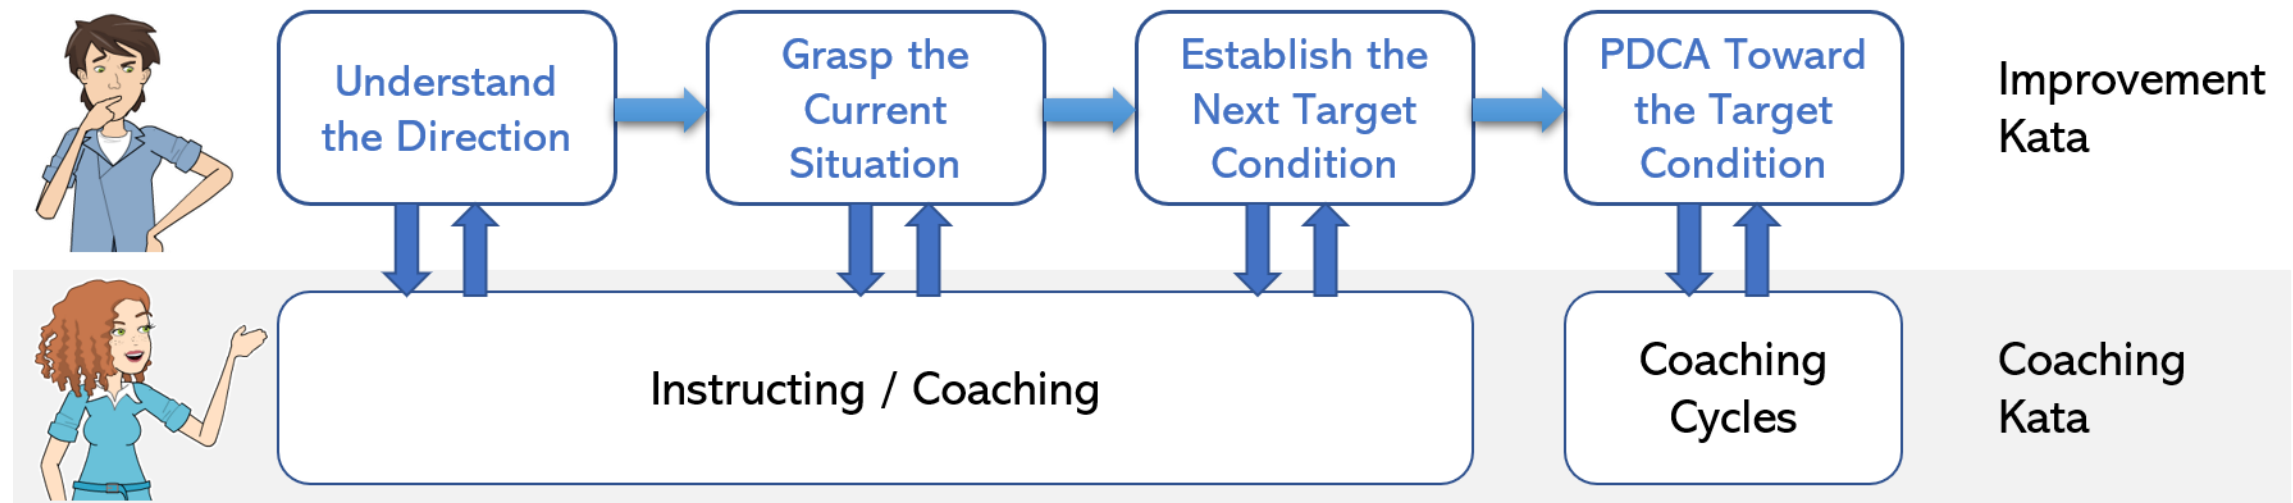 Understand
the Direction
Grasp the
Current
Situation
Establish the
Next Target
Condition
PDCA Toward
the Target
Condition
Improvement
Kata
Instructing / Coaching
Coaching
Cycles
Coaching
Kata